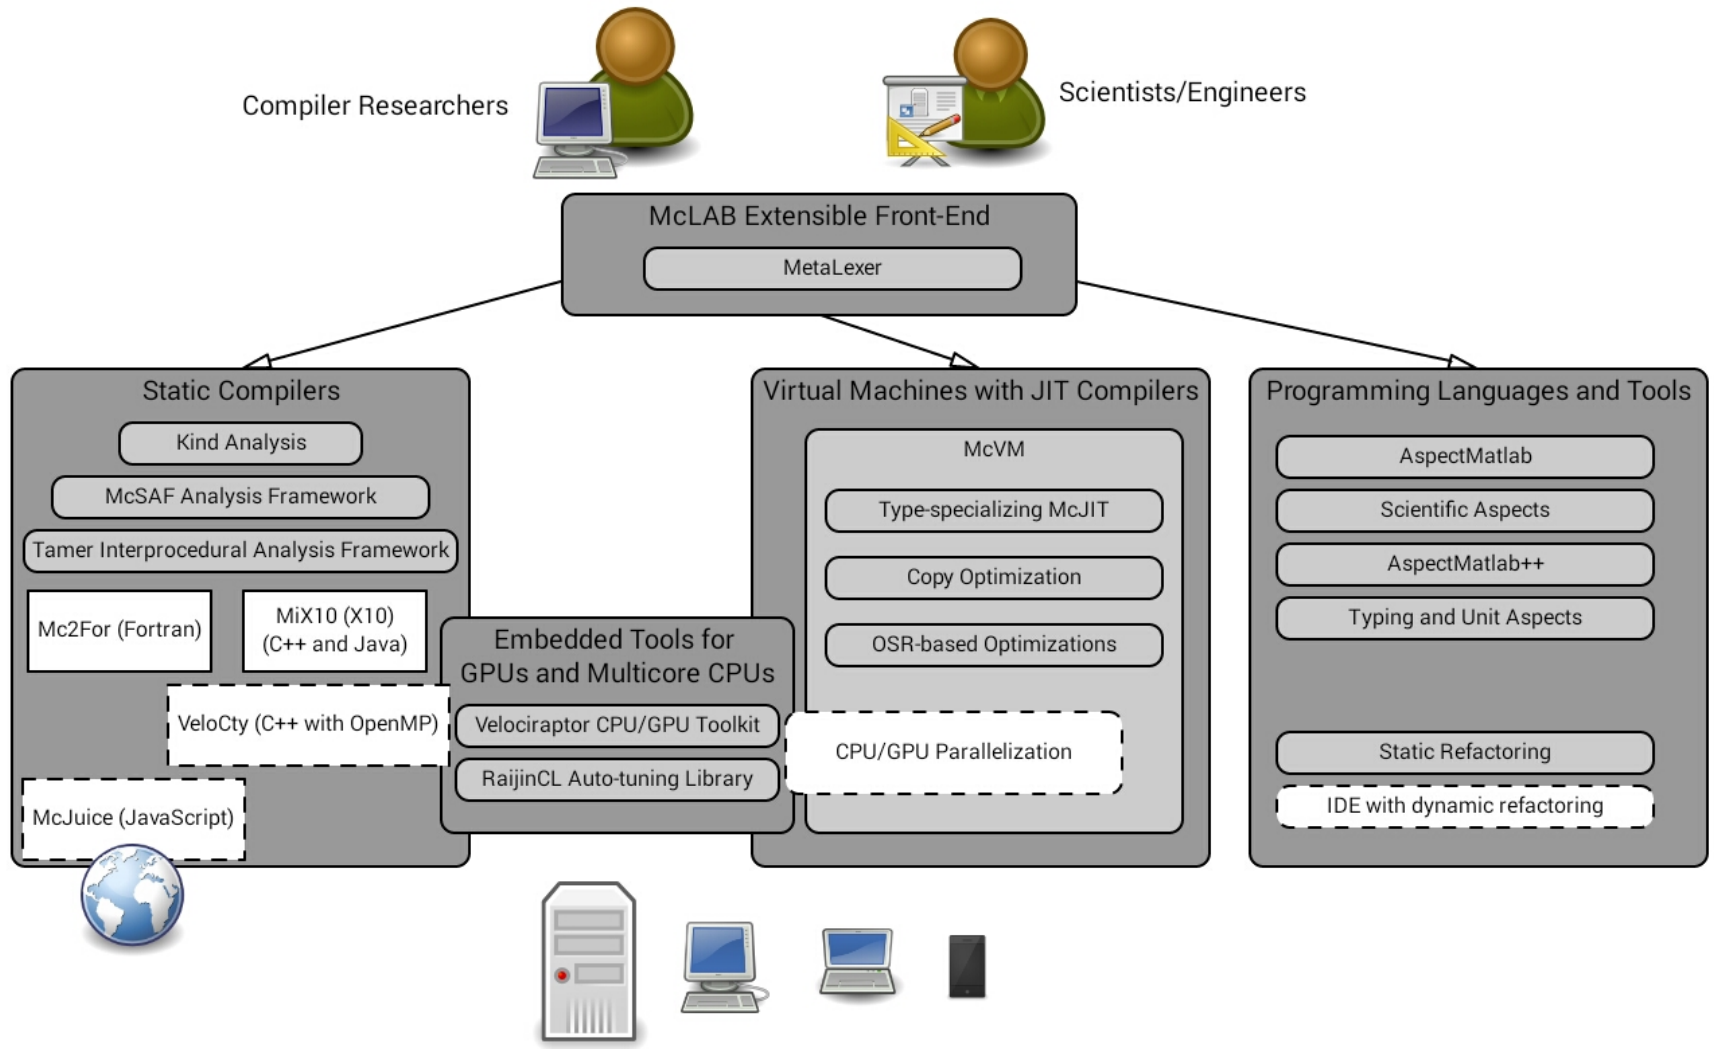 Compiler Researchers
Scientists/Engineers
McLAB Extensible Front-End
MetaLexer
Static Compilers
Kind Analysis
McSAF Analysis Framework
Tamer Interprocedural Analysis Framework
Mc2For (Fortran)
MiX10 (X10)
(C++ and Java)
VeloCty (C++ with OpenMP)
McJuice (JavaScript)
Embedded Tools for
GPUs and Multicore CPUs
Velociraptor CPU/GPU Toolkit
RaijinCL Auto-tuning Library
Virtual Machines with JIT Compilers
McVM
Type-specializing McJIT
Copy Optimization
OSR-based Optimizations
CPU/GPU Parallelization
Programming Languages and Tools
AspectMatlab
Scientific Aspects
AspectMatlab++
Typing and Unit Aspects
Static Refactoring
IDE with dynamic refactoring